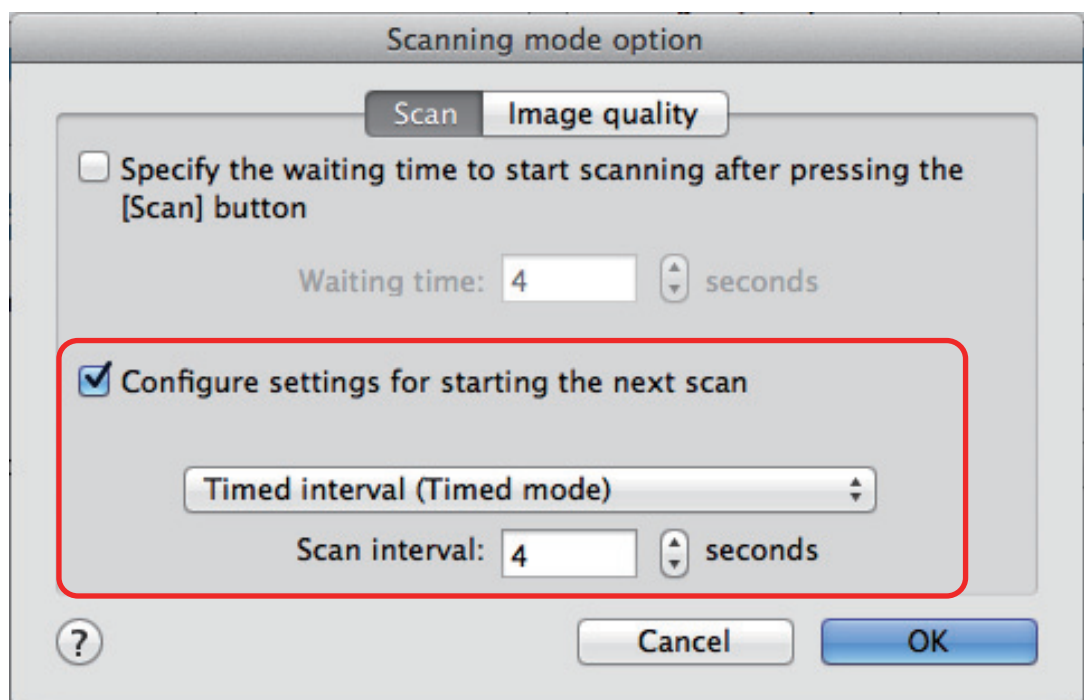 Scanning mode option
Scan Image quality
Specify the waiting time to start scanning after pressing the
[Scan] button
Waiting time: 4 seconds
Configure settings for starting the next scan
Timed interval (Timed mode)
Scan interval: 4 seconds
? Cancel OK